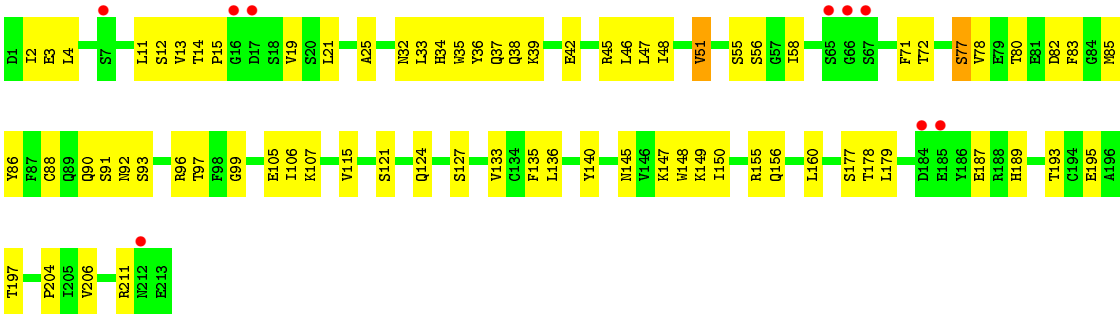 D1 I2 E3 L4 S7 L11 S12 V13 T14 P15 G16 D17 S18 V19 S20 L21 A25 N32 L33 H34 W35 Y36 Q37 Q38 K39 E42 R45 L46 L47 I48 V51 S55 S56 G57 I58 S65 G66 S67 F71 T72 S77 V78 E79 T80 E81 D82 F83 G84 M85
Y86 F87 C88 Q89 Q90 S91 N92 S93 R96 T97 F98 G99 E105 I106 K107 V115 S121 Q124 S127 V133 C134 F135 L136 Y140 N145 V146 K147 W148 K149 I150 R155 Q156 L160 S177 T178 L179 D184 E185 Y186 E187 R188 H189 T193 C194 E195 A196
T197 P204 I205 V206 R211 N212 E213